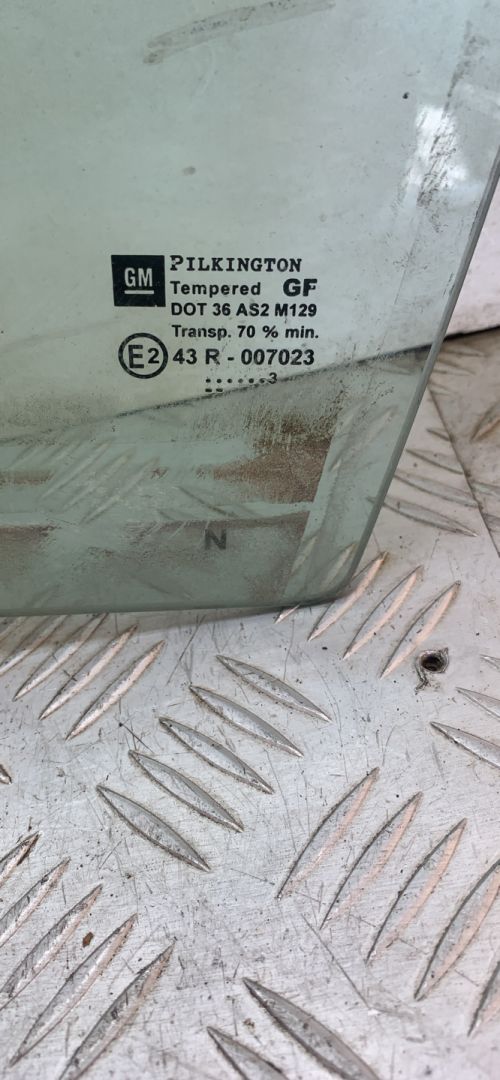 GM
PILKINGTON
Tempered GF
DOT 36 AS2 M129
Transp. 70 % min.
E2 43 R - 007023
3
N